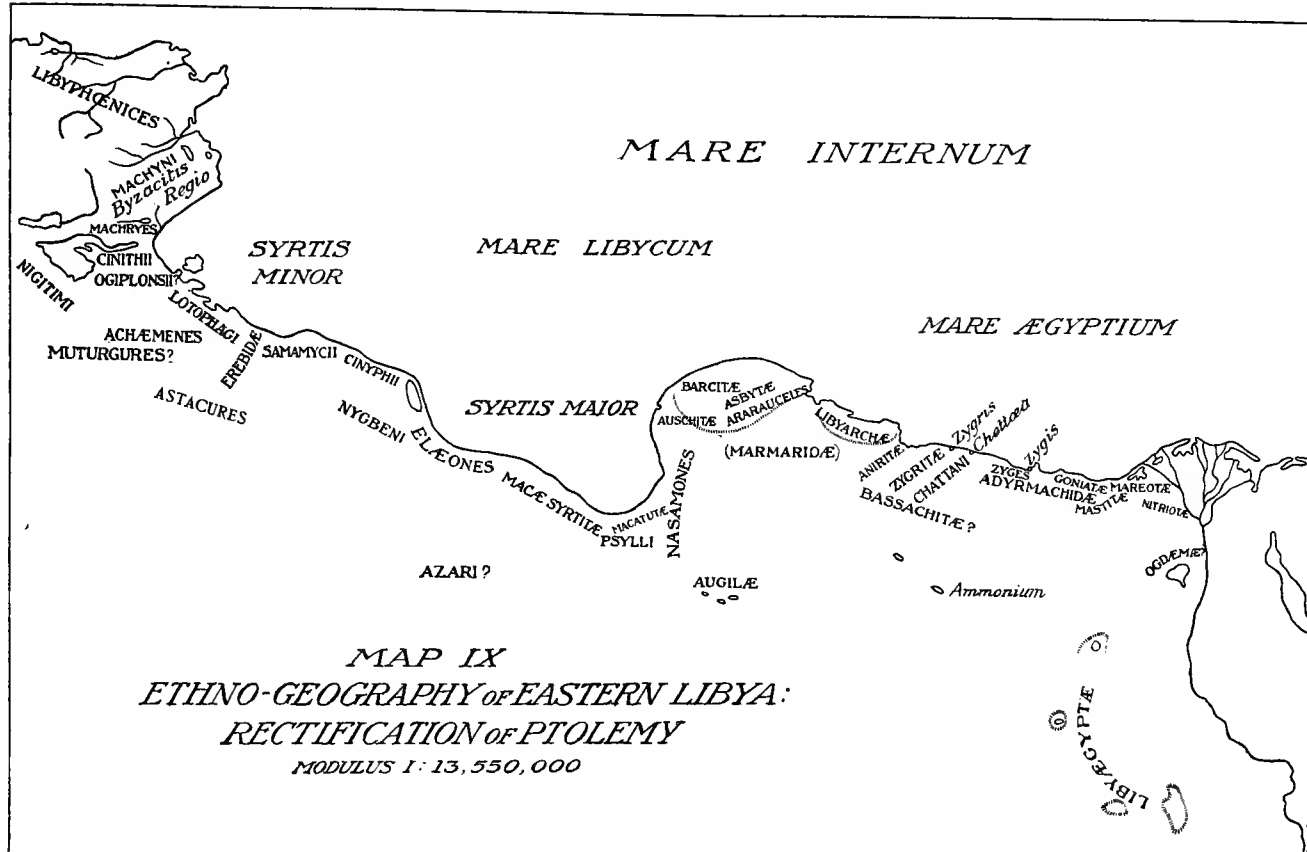 LIBYPHŒNICES
MARE INTERNUM
MACHYNI
Byzacitis
Regio
MACHRYES
SYRTIS
MINOR
MARE LIBYCUM
CINITHII
OGIPLONSII?
NIGITIMI
LOTOPHAGI
MARE ÆGYPTIUM
ACHÆMENES
MUTURGURES?
EREBIDÆ
SAMAMYCII
CINYPHII
ASTACURES
NYGBENI
ELÆONES
SYRTIS MAIOR
MACÆ SYRTITÆ
MACATUTÆ
PSYLLI
NASAMONES
BARCITÆ
ASBYTÆ
AUSCHITÆ
ARARAUCELES
LIBYARCHÆ
(MARMARIDÆ)
ANIRITÆ
ZYGRITÆ
Zygris
CHATTANI
Chettæa
BASSACHITÆ?
ZYGES
Zygis
ADYRMACHIDÆ
GONIATÆ
MASTITÆ
MAREOTÆ
NITRIOTÆ
OGDÆMÆ?
AZARI?
AUGILÆ
Ammonium
LIBYÆGYPTÆ
MAP IX
ETHNO-GEOGRAPHY OF EASTERN LIBYA:
RECTIFICATION OF PTOLEMY
MODULUS I: 13,550,000